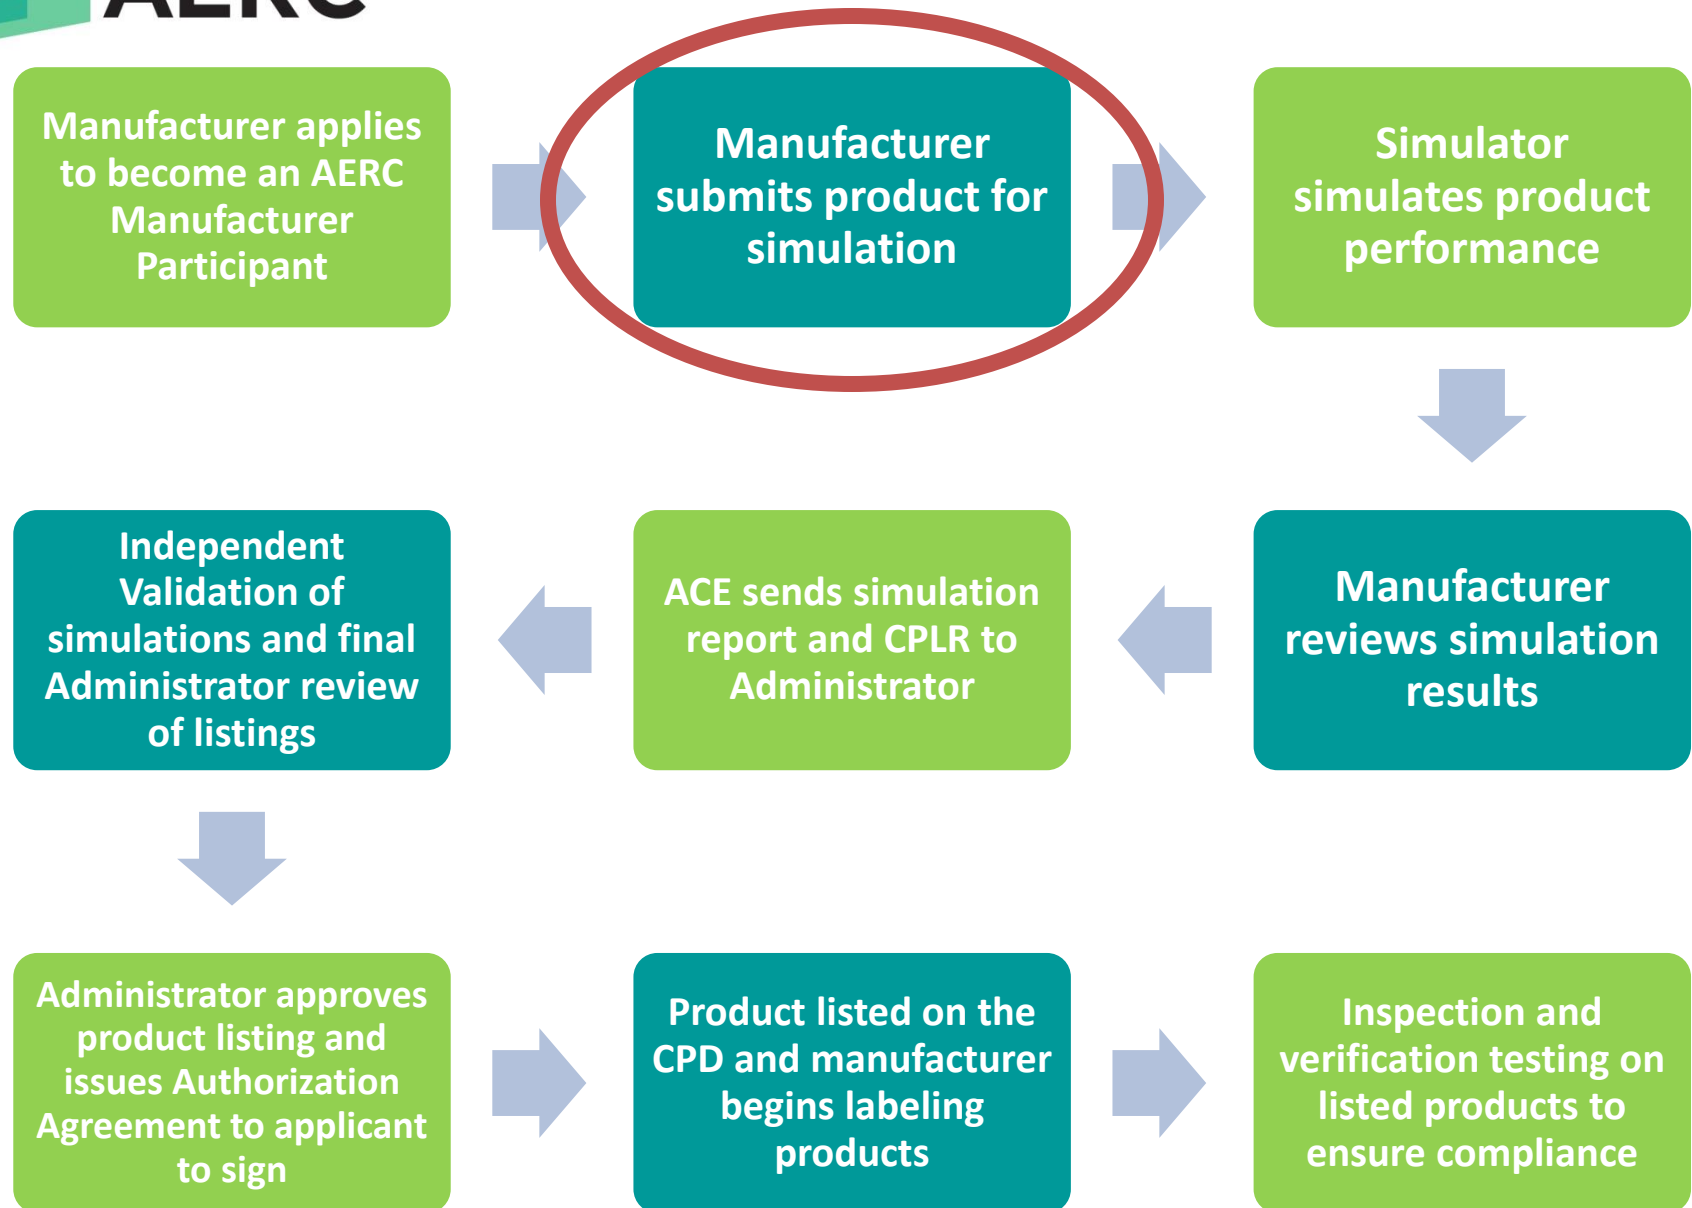 AERC
Manufacturer applies
to become an AERC
Manufacturer
Participant
Manufacturer
submits product for
simulation
Simulator
simulates product
performance
Independent
Validation of
simulations and final
Administrator review
of listings
ACE sends simulation
report and CPLR to
Administrator
Manufacturer
reviews simulation
results
Administrator approves
product listing and
issues Authorization
Agreement to applicant
to sign
Product listed on the
CPD and manufacturer
begins labeling
products
Inspection and
verification testing on
listed products to
ensure compliance